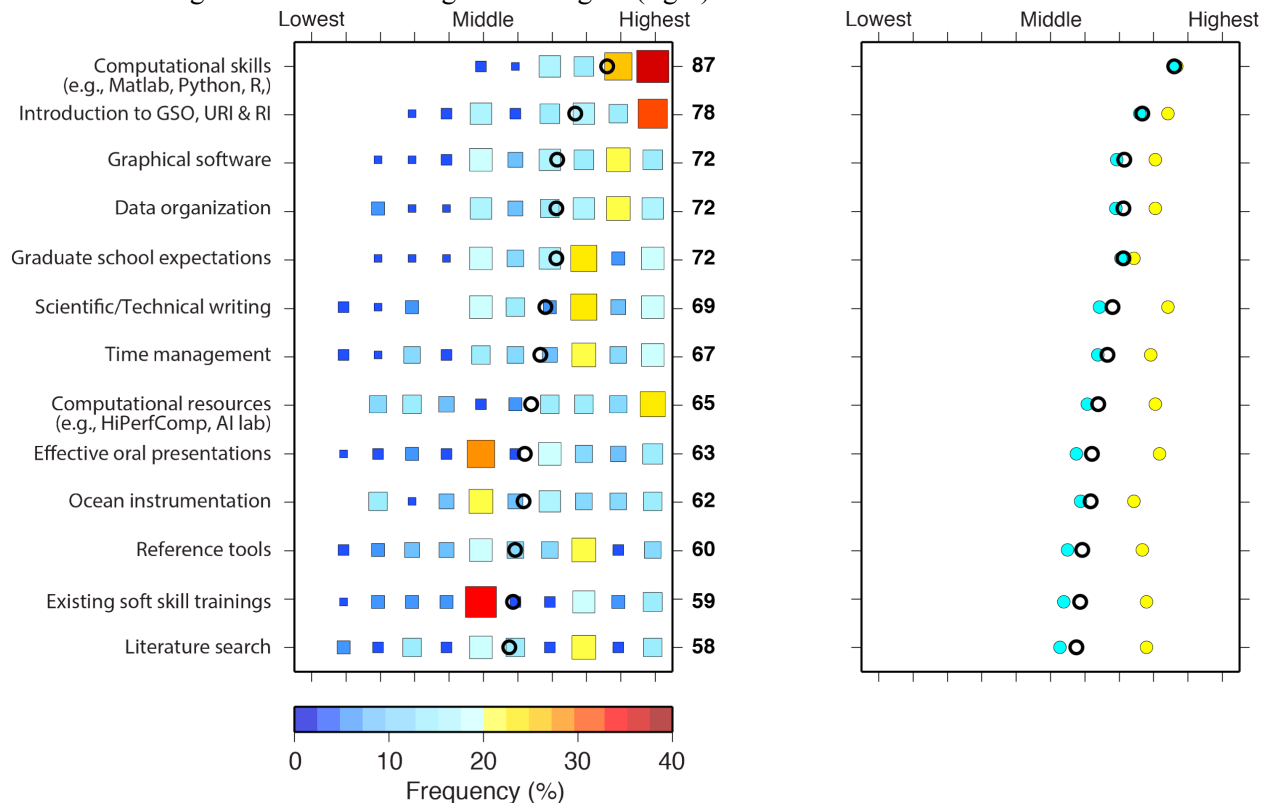 Lowest Middle Highest Lowest Middle Highest
Computational skills 87
(e.g., Matlab, Python, R,)
Introduction to GSO, URI & RI 78
Graphical software 72
Data organization 72
Graduate school expectations 72
Scientific/Technical writing 69
Time management 67
Computational resources 65
(e.g., HiPerfComp, AI lab)
Effective oral presentations 63
Ocean instrumentation 62
Reference tools 60
Existing soft skill trainings 59
Literature search 58
0 10 20 30 40
Frequency (%)